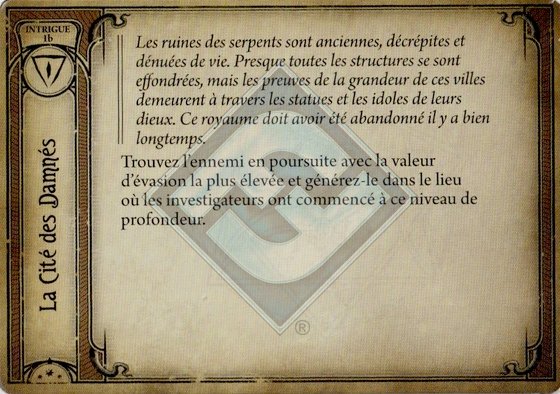 INTRIGUE
1b
La Cité des Damnés
Les ruines des serpents sont anciennes, décrépites et
dénuées de vie. Presque toutes les structures se sont
effondrées, mais les preuves de la grandeur de ces villes
demeurent à travers les statues et les idoles de leurs
dieux. Ce royaume doit avoir été abandonné il y a bien
longtemps.
Trouvez l'ennemi en poursuite avec la valeur
d'évasion la plus élevée et générez-le dans le lieu
où les investigateurs ont commencé à ce niveau de
profondeur.
®